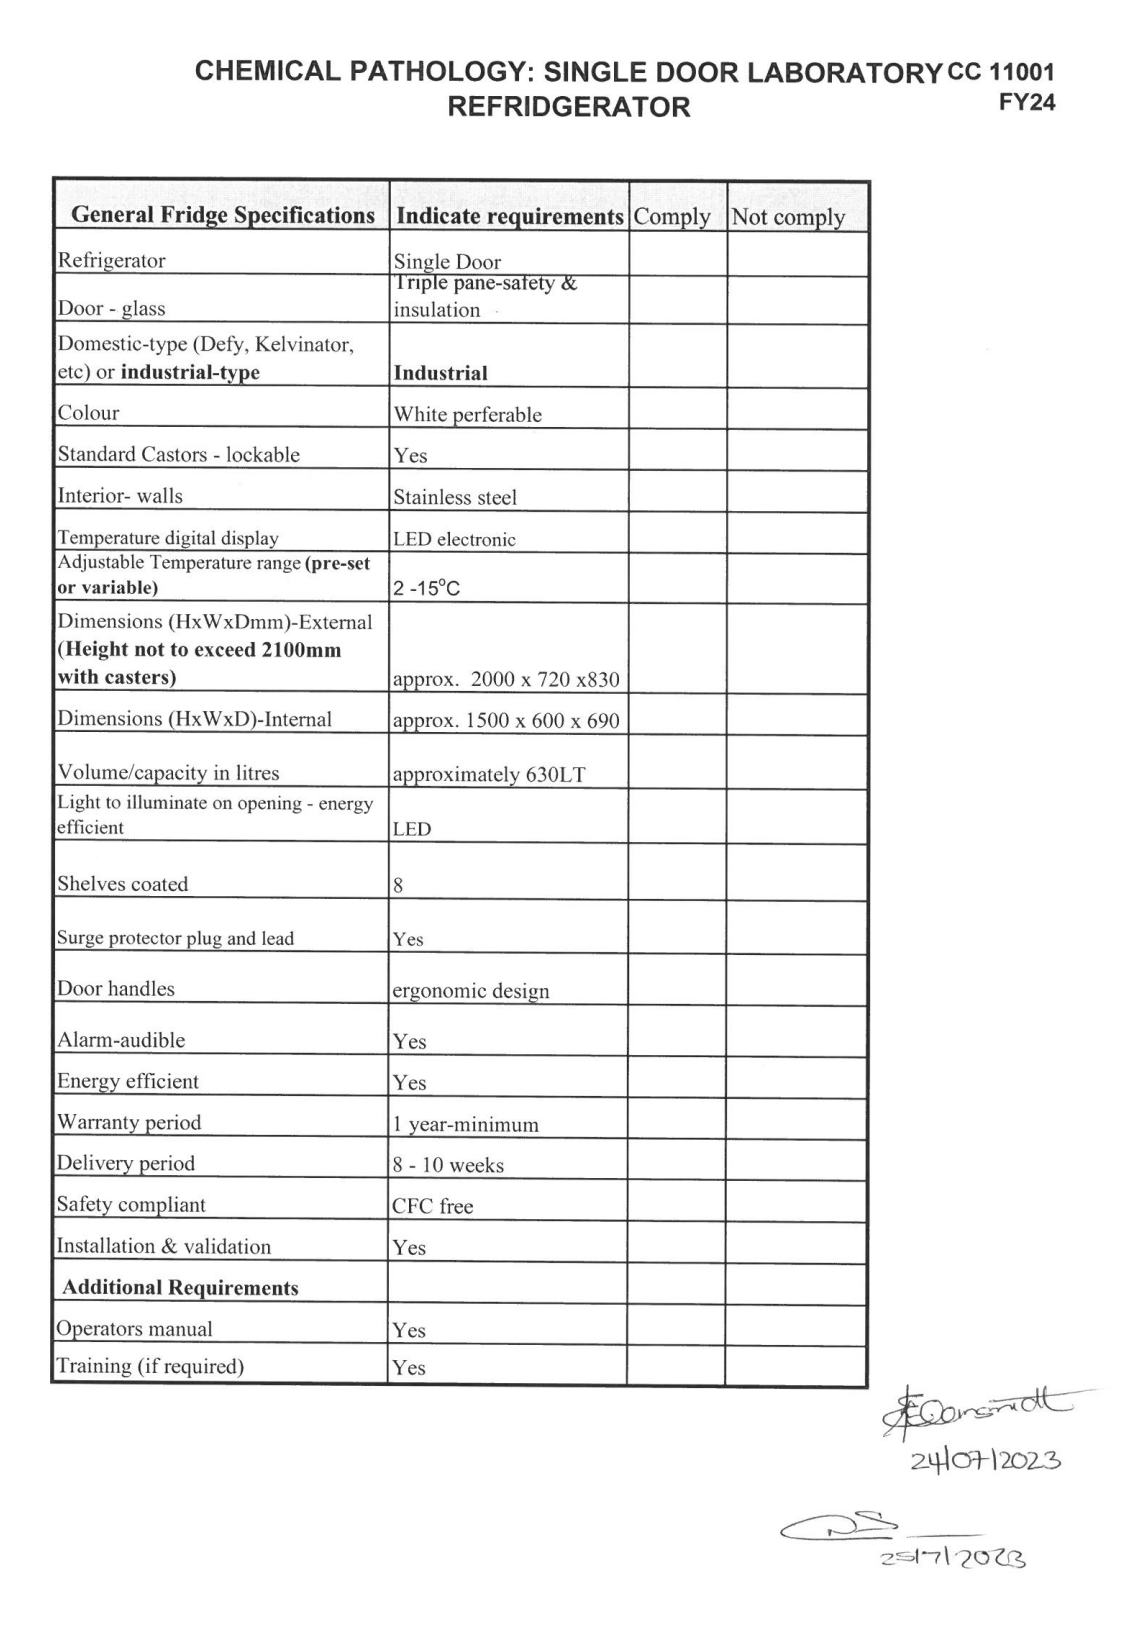 CHEMICAL PATHOLOGY: SINGLE DOOR LABORATORY CC 11001
REFRIDGERATOR FY24
General Fridge Specifications Indicate requirements Comply Not comply
Refrigerator Single Door
Triple pane-safety &
Door - glass insulation
Domestic-type (Defy, Kelvinator,
etc) or industrial-type Industrial
Colour White perferable
Standard Castors - lockable Yes
Interior- walls Stainless steel
Temperature digital display LED electronic
Adjustable Temperature range (pre-set
or variable) 2 -15°C
Dimensions (HxWxDmm)-External
(Height not to exceed 2100mm
with casters) approx. 2000 x 720 x830
Dimensions (HxWxD)-Internal approx. 1500 x 600 x 690
Volume/capacity in litres approximately 630LT
Light to illuminate on opening - energy
efficient LED
Shelves coated 8
Surge protector plug and lead Yes
Door handles ergonomic design
Alarm-audible Yes
Energy efficient Yes
Warranty period 1 year-minimum
Delivery period 8 - 10 weeks
Safety compliant CFC free
Installation & validation Yes
Additional Requirements
Operators manual Yes
Training (if required) Yes
24/07/2023
25/7/2023